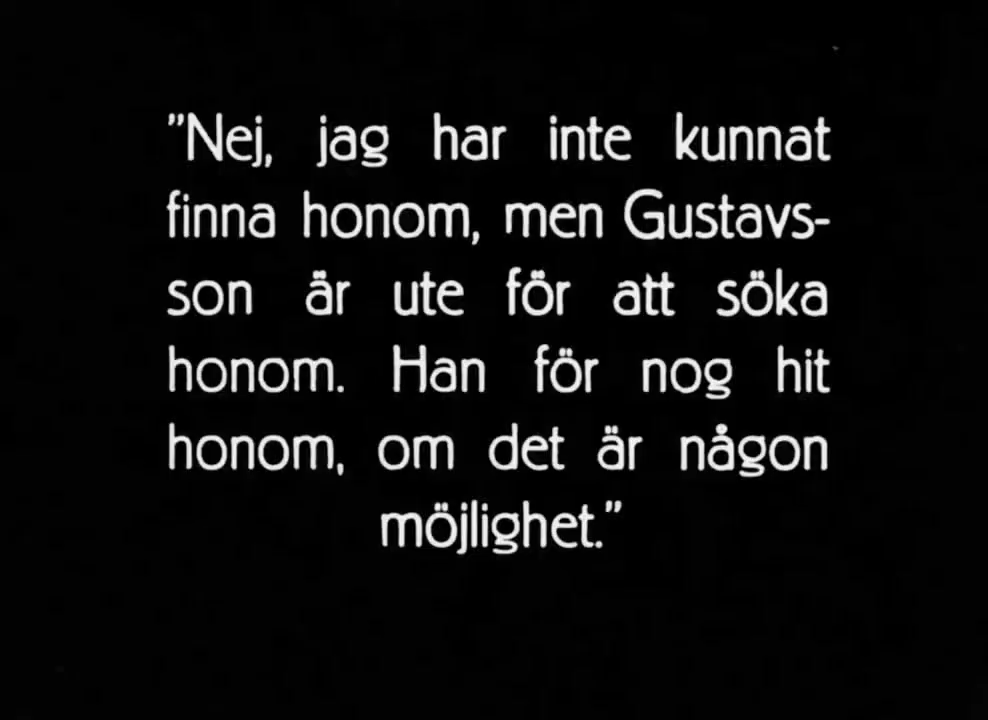 "Nej, jag har inte kunnat
finna honom, men Gustavs-
son är ute för att söka
honom. Han för nog hit
honom, om det är någon
möjlighet."